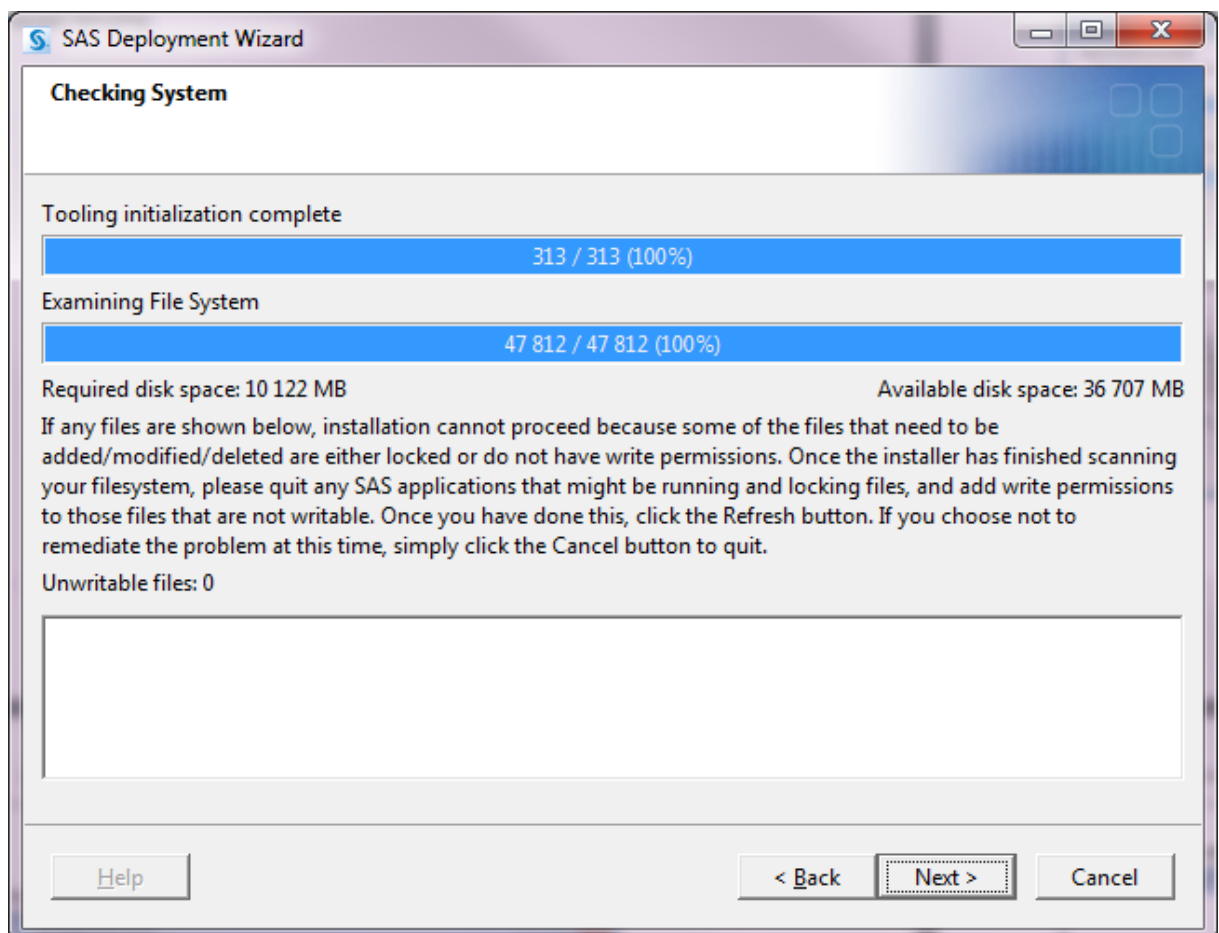 SAS Deployment Wizard
Checking System
Tooling initialization complete
313 / 313 (100%)
Examining File System
47 812 / 47 812 (100%)
Required disk space: 10 122 MB
Available disk space: 36 707 MB
If any files are shown below, installation cannot proceed because some of the files that need to be
added/modified/deleted are either locked or do not have write permissions. Once the installer has finished scanning
your filesystem, please quit any SAS applications that might be running and locking files, and add write permissions
to those files that are not writable. Once you have done this, click the Refresh button. If you choose not to
remediate the problem at this time, simply click the Cancel button to quit.
Unwritable files: 0
Help
< Back
Next >
Cancel